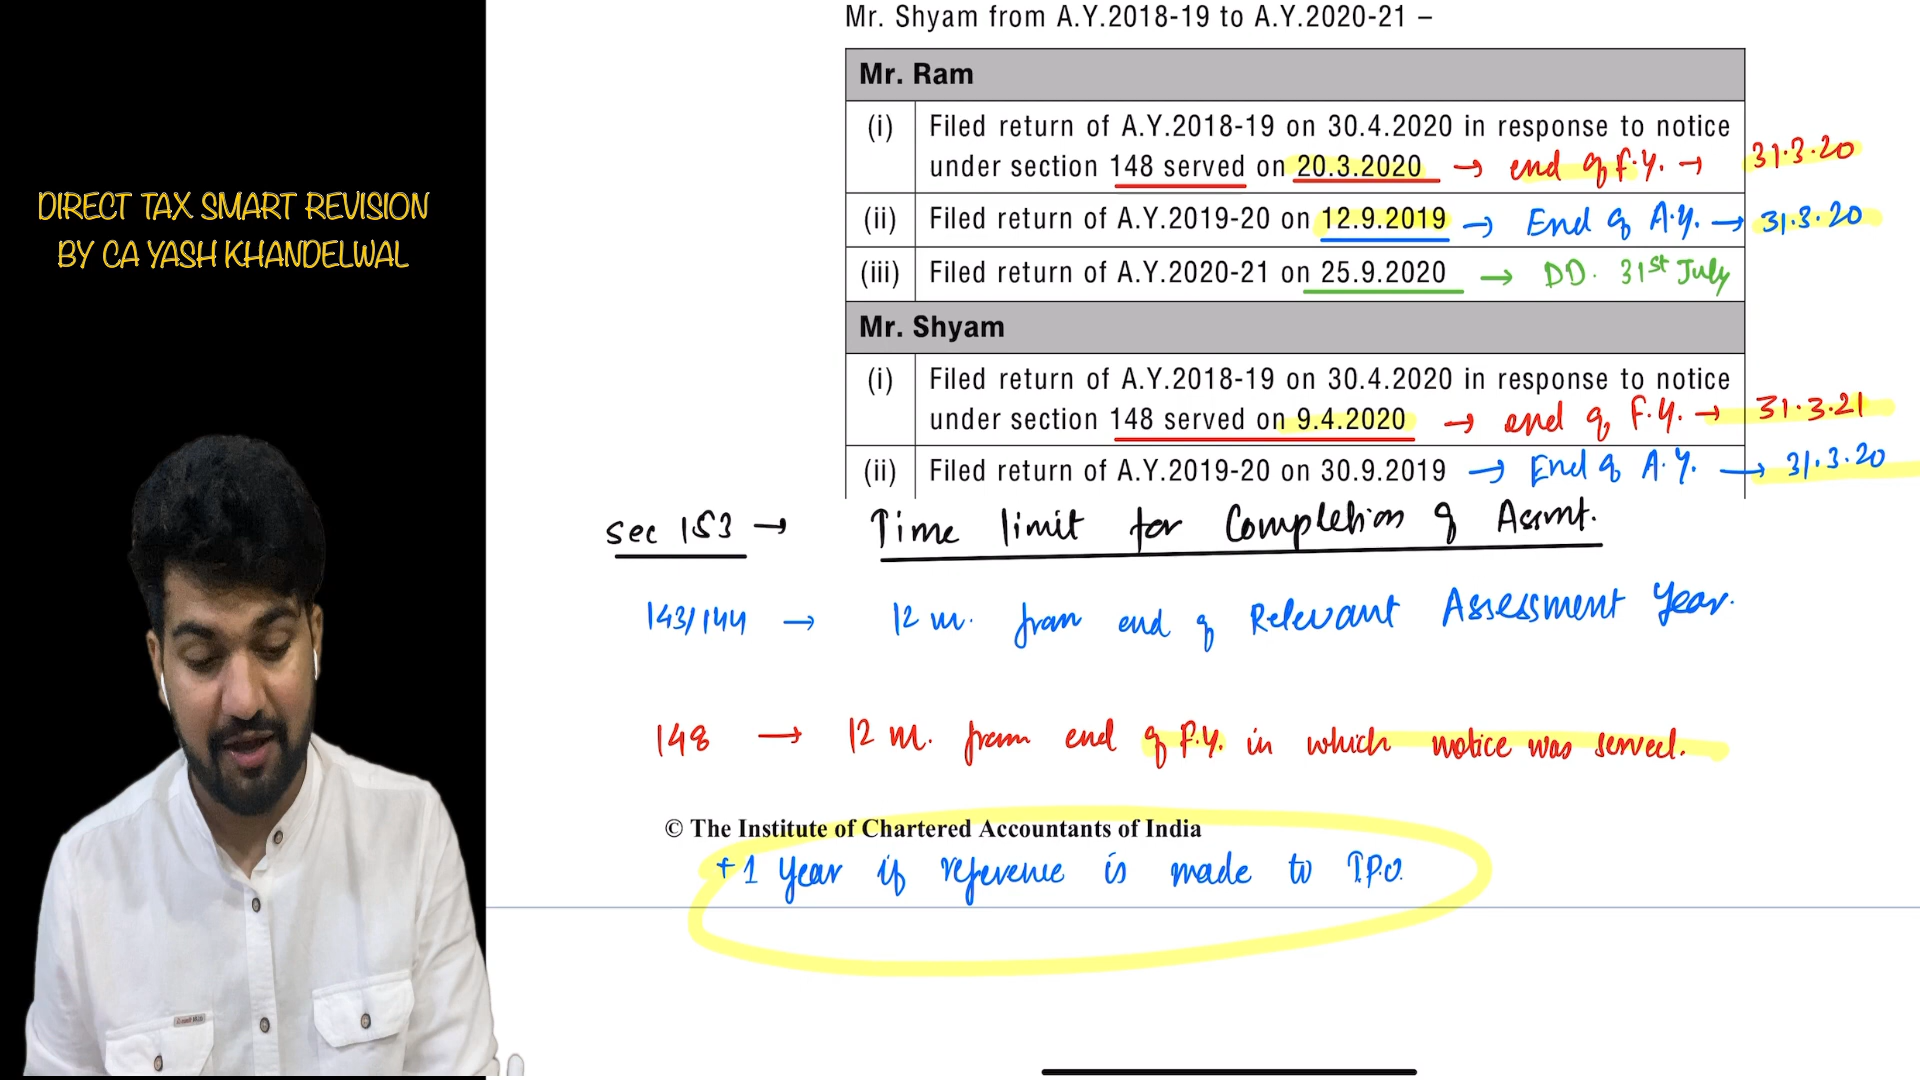 Mr. Shyam from A.Y.2018-19 to A.Y.2020-21 –
DIRECT TAX SMART REVISION
BY CA YASH KHANDELWAL
Mr. Ram
(i) Filed return of A.Y.2018-19 on 30.4.2020 in response to notice
under section 148 served on 20.3.2020 → end of F.Y. → 31.3.20
(ii) Filed return of A.Y.2019-20 on 12.9.2019 → End of A.Y. → 31.3.20
(iii) Filed return of A.Y.2020-21 on 25.9.2020 → DD. 31st July
Mr. Shyam
(i) Filed return of A.Y.2018-19 on 30.4.2020 in response to notice
under section 148 served on 9.4.2020 → end of F.Y. → 31.3.21
(ii) Filed return of A.Y.2019-20 on 30.9.2019 → End of A.Y. → 31.3.20
sec 153 → Time limit for Completion of Assmt.
143/144 → 12 m. from end of Relevant Assessment Year.
148 → 12 m. from end of F.Y. in which notice was served.
© The Institute of Chartered Accountants of India
+1 Year if reference is made to T.P.O.